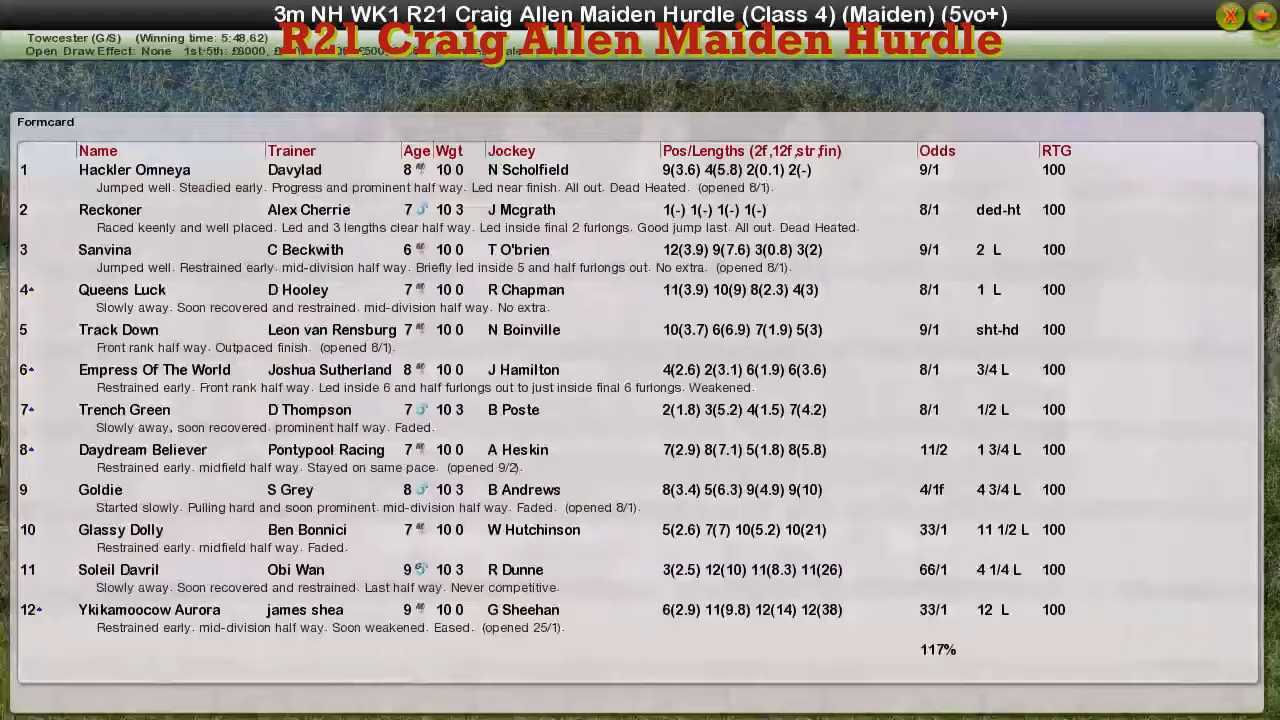 3m NH WK1 R21 Craig Allen Maiden Hurdle (Class 4) (Maiden) (5yo+)
Towcester (G/S) (Winning time: 5:48.62)
R21 Craig Allen Maiden Hurdle
Open Draw Effect: None 1st-5th: £6000,
Formcard
Name Trainer Age Wgt Jockey Pos/Lengths (2f,12f,str,fin) Odds RTG
1 Hackler Omneya Davylad 8 10 0 N Scholfield 9(3.6) 4(5.8) 2(0.1) 2(-) 9/1 100
Jumped well. Steadied early. Progress and prominent half way. Led near finish. All out. Dead Heated. (opened 8/1).
2 Reckoner Alex Cherrie 7 10 3 J Mcgrath 1(-) 1(-) 1(-) 1(-) 8/1 ded-ht 100
Raced keenly and well placed. Led and 3 lengths clear half way. Led inside final 2 furlongs. Good jump last. All out. Dead Heated.
3 Sanvina C Beckwith 6 10 0 T O'brien 12(3.9) 9(7.6) 3(0.8) 3(2) 9/1 2 L 100
Jumped well. Restrained early. mid-division half way. Briefly led inside 5 and half furlongs out. No extra. (opened 8/1).
4 Queens Luck D Hooley 7 10 0 R Chapman 11(3.9) 10(9) 8(2.3) 4(3) 8/1 1 L 100
Slowly away. Soon recovered and restrained. mid-division half way. No extra.
5 Track Down Leon van Rensburg 7 10 0 N Boinville 10(3.7) 6(6.9) 7(1.9) 5(3) 9/1 sht-hd 100
Front rank half way. Outpaced finish. (opened 8/1).
6 Empress Of The World Joshua Sutherland 8 10 0 J Hamilton 4(2.6) 2(3.1) 6(1.9) 6(3.6) 8/1 3/4 L 100
Restrained early. Front rank half way. Led inside 6 and half furlongs out to just inside final 6 furlongs. Weakened.
7 Trench Green D Thompson 7 10 3 B Poste 2(1.8) 3(5.2) 4(1.5) 7(4.2) 8/1 1/2 L 100
Slowly away, soon recovered. prominent half way. Faded.
8 Daydream Believer Pontypool Racing 7 10 0 A Heskin 7(2.9) 8(7.1) 5(1.8) 8(5.8) 11/2 1 3/4 L 100
Restrained early. midfield half way. Stayed on same pace. (opened 9/2).
9 Goldie S Grey 8 10 3 B Andrews 8(3.4) 5(6.3) 9(4.9) 9(10) 4/1f 4 3/4 L 100
Started slowly. Pulling hard and soon prominent. mid-division half way. Faded. (opened 8/1).
10 Glassy Dolly Ben Bonnici 7 10 0 W Hutchinson 5(2.6) 7(7) 10(5.2) 10(21) 33/1 11 1/2 L 100
Restrained early. midfield half way. Faded.
11 Soleil Davril Obi Wan 9 10 3 R Dunne 3(2.5) 12(10) 11(8.3) 11(26) 66/1 4 1/4 L 100
Slowly away. Soon recovered and restrained. Last half way. Never competitive.
12 Ykikamoocow Aurora james shea 9 10 0 G Sheehan 6(2.9) 11(9.8) 12(14) 12(38) 33/1 12 L 100
Restrained early. mid-division half way. Soon weakened. Eased. (opened 25/1).
117%